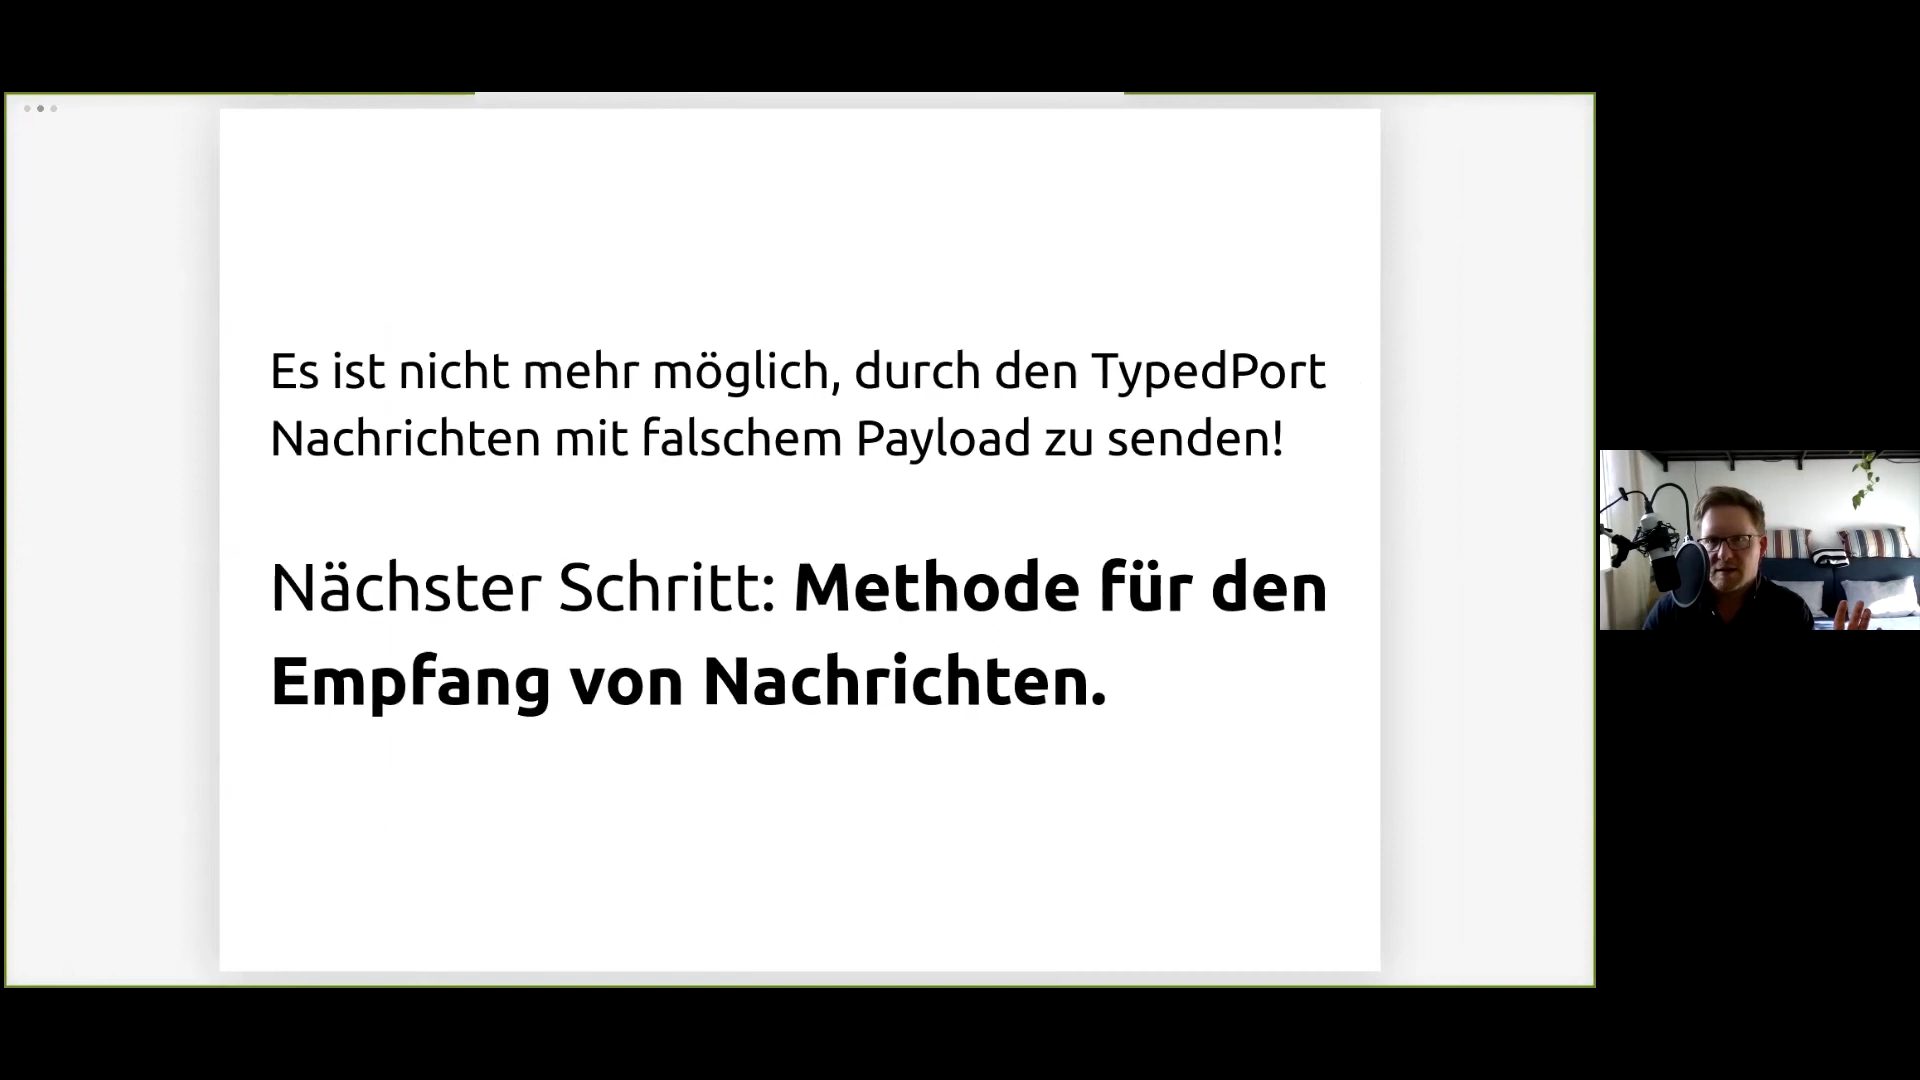 Es ist nicht mehr möglich, durch den TypedPort
Nachrichten mit falschem Payload zu senden!
Nächster Schritt: Methode für den
Empfang von Nachrichten.